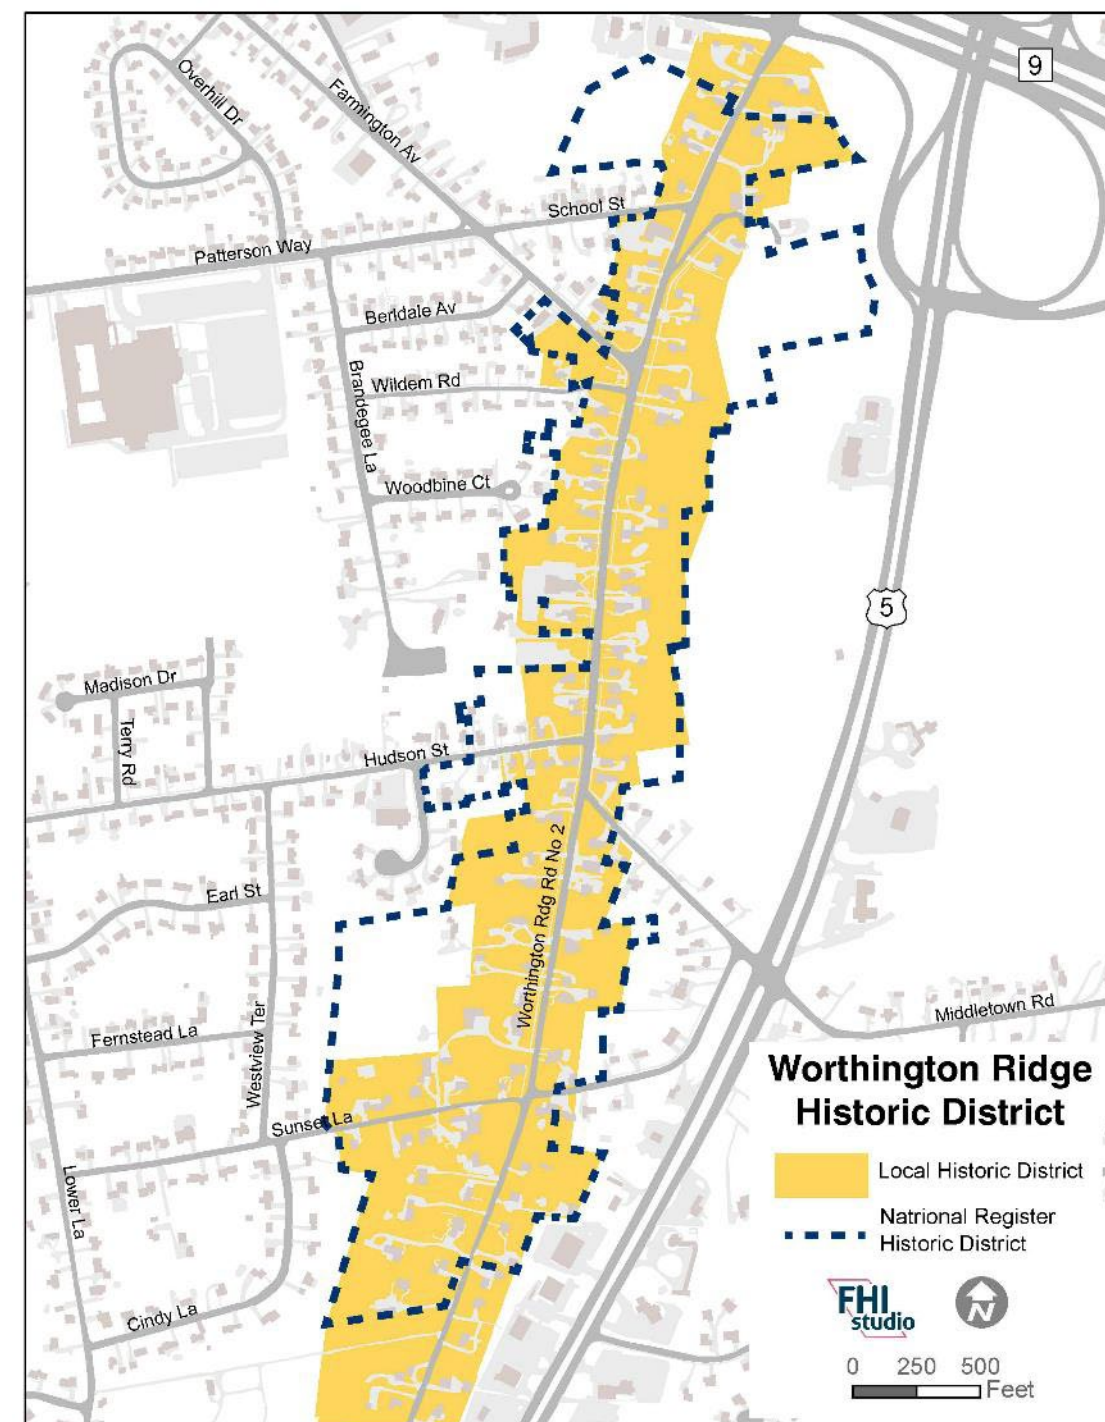 9
Overhill Dr
Farmington Av
School St
Patterson Way
Berldale Av
Wildem Rd
Brandegee La
Woodbine Ct
5
Madison Dr
Terry Rd
Hudson St
Worthington Rdg Rd No 2
Earl St
Middletown Rd
Fernstead La
Westview Ter
Sunset La
Lower La
Cindy La
Worthington Ridge
Historic District
Local Historic District
Natrional Register
Historic District
FHI
studio
N
0 250 500
Feet